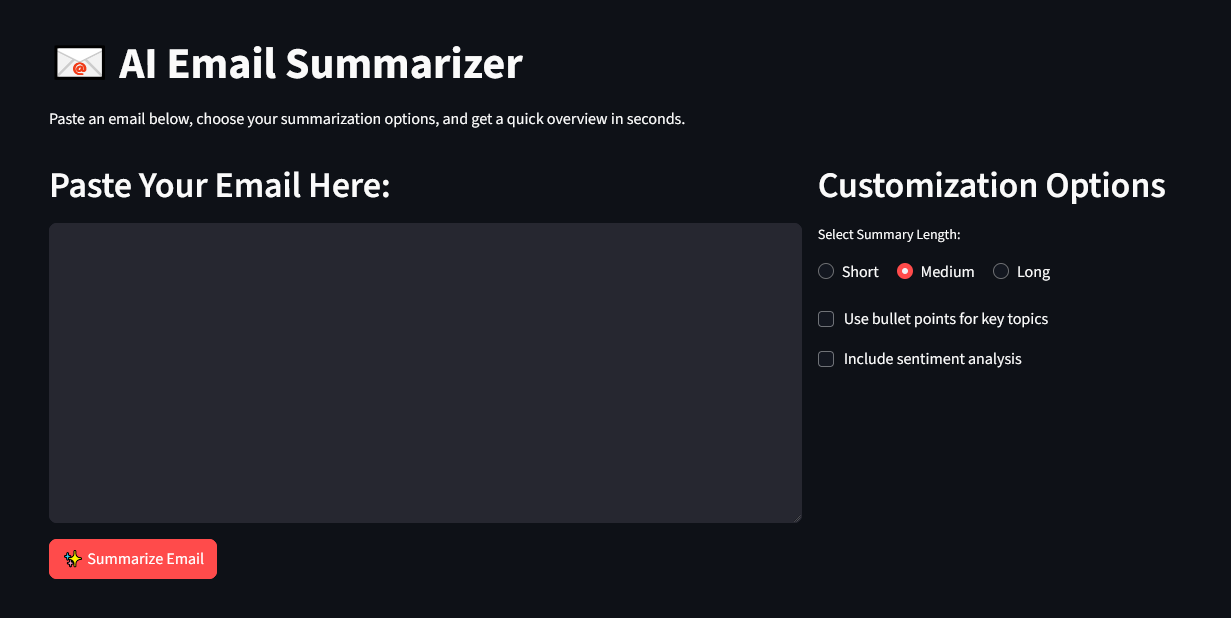 AI Email Summarizer
Paste an email below, choose your summarization options, and get a quick overview in seconds.
Paste Your Email Here:
Customization Options
Select Summary Length:
Short
Medium
Long
Use bullet points for key topics
Include sentiment analysis
✨ Summarize Email